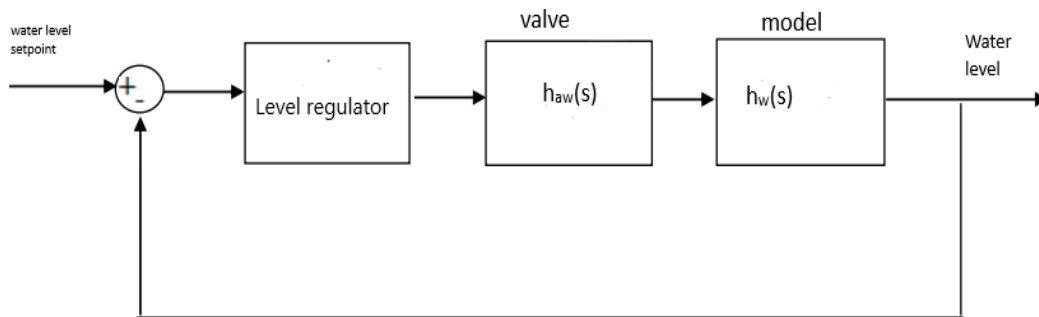 water level
setpoint
+
-
Level regulator
valve
haw(s)
model
hw(s)
Water
level